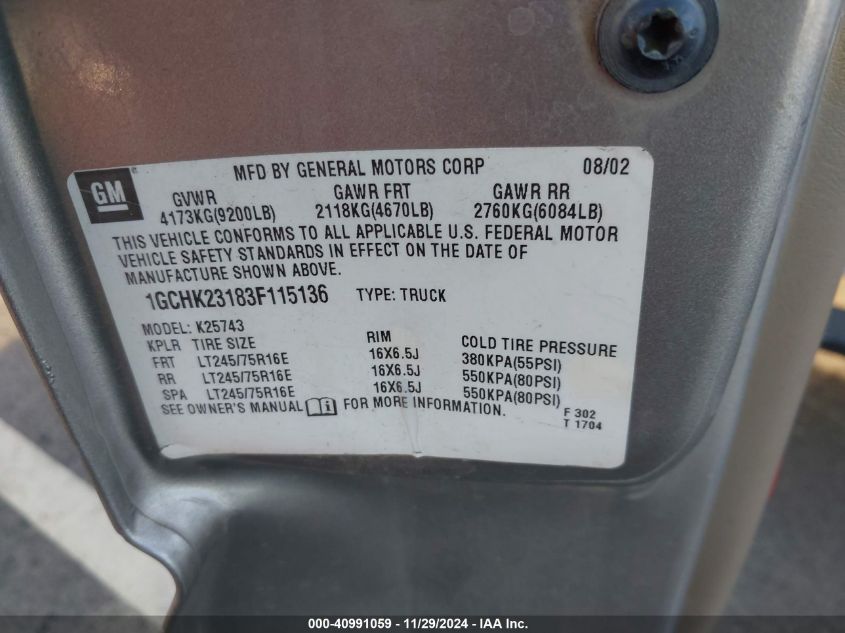 MFD BY GENERAL MOTORS CORP 08/02
GM
GVWR GAWR FRT GAWR RR
4173KG(9200LB) 2118KG(4670LB) 2760KG(6084LB)
THIS VEHICLE CONFORMS TO ALL APPLICABLE U.S. FEDERAL MOTOR
VEHICLE SAFETY STANDARDS IN EFFECT ON THE DATE OF
MANUFACTURE SHOWN ABOVE.
1GCHK23183F115136 TYPE: TRUCK
MODEL: K25743
KPLR TIRE SIZE RIM COLD TIRE PRESSURE
FRT LT245/75R16E 16X6.5J 380KPA(55PSI)
RR LT245/75R16E 16X6.5J 550KPA(80PSI)
SPA LT245/75R16E 16X6.5J 550KPA(80PSI)
SEE OWNER'S MANUAL i FOR MORE INFORMATION.
F 302
T 1704
000-40991059 - 11/29/2024 - IAA Inc.